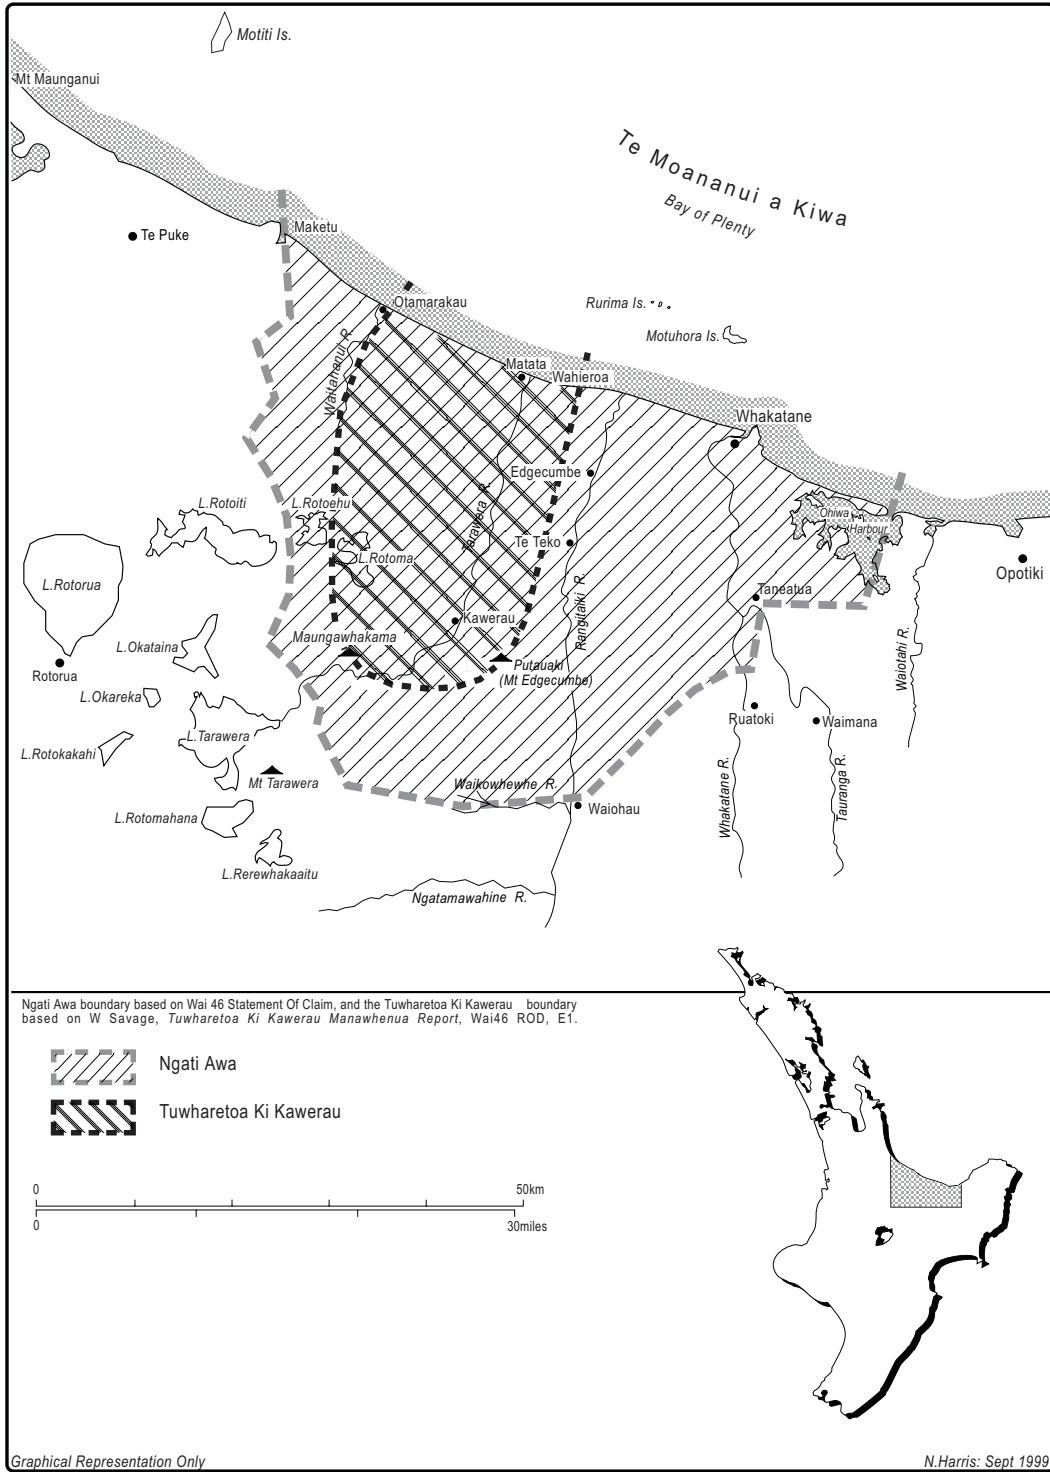 Motiti Is.
Mt Maunganui
Te Moananui a Kiwa
Bay of Plenty
Maketu
Te Puke
Otamarakau
Rurima Is.
Motuhora Is.
Waitahanui R.
Matata
Wahieroa
Whakatane
Edgecumbe
L.Rotoiti
L.Rotoehu
Tarawera R.
Ohiwa
Harbour
Te Teko
L.Rotoma
Opotiki
L.Rotorua
Rangitaiki R.
Taneatua
Kawerau
Maungawhakama
L.Okataina
Waiotahi R.
Putauaki
(Mt Edgecumbe)
Rotorua
L.Okareka
Ruatoki
Waimana
L.Tarawera
L.Rotokakahi
Mt Tarawera
Waikowhewhe R.
Whakatane R.
Tauranga R.
Waiohau
L.Rotomahana
L.Rerewhakaaitu
Ngatamawahine R.
Ngati Awa boundary based on Wai 46 Statement Of Claim, and the Tuwharetoa Ki Kawerau boundary
based on W Savage, Tuwharetoa Ki Kawerau Manawhenua Report, Wai46 ROD, E1.
Ngati Awa
Tuwharetoa Ki Kawerau
0 50km
0 30miles
Graphical Representation Only
N.Harris: Sept 1999